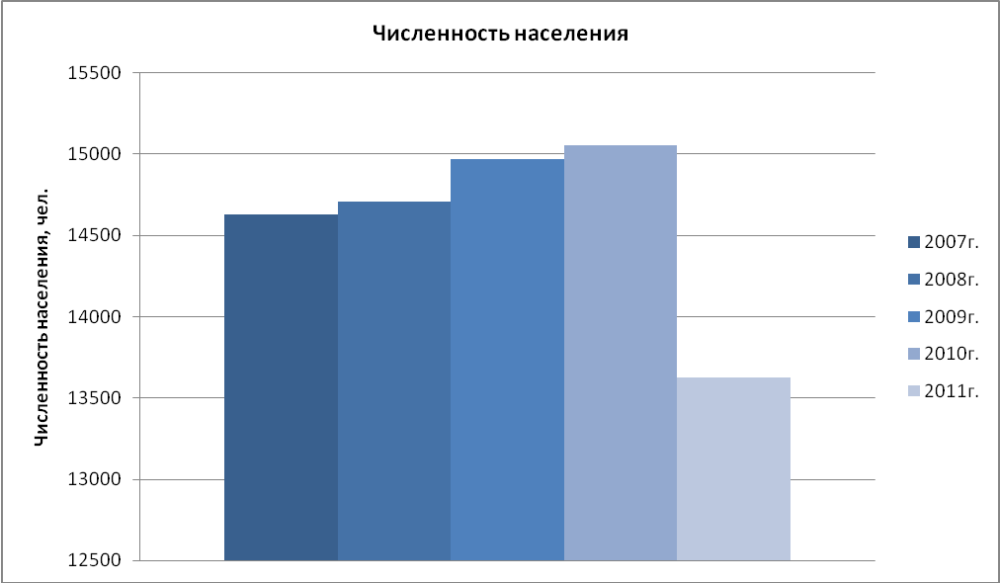 Численность населения
15500
15000
14500
14000
13500
13000
12500
Численность населения, чел.
2007г.
2008г.
2009г.
2010г.
2011г.